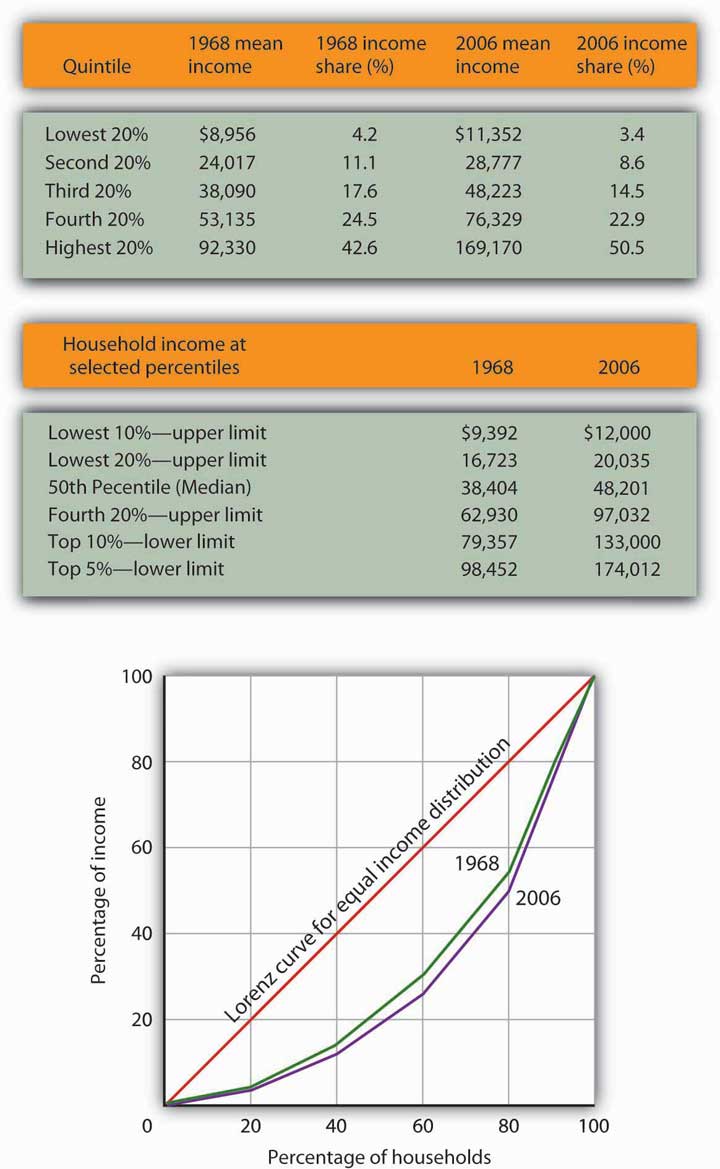 Quintile 1968 mean income 1968 income share (%) 2006 mean income 2006 income share (%)
Lowest 20% $8,956 4.2 $11,352 3.4
Second 20% 24,017 11.1 28,777 8.6
Third 20% 38,090 17.6 48,223 14.5
Fourth 20% 53,135 24.5 76,329 22.9
Highest 20% 92,330 42.6 169,170 50.5
Household income at
selected percentiles 1968 2006
Lowest 10%—upper limit $9,392 $12,000
Lowest 20%—upper limit 16,723 20,035
50th Pecentile (Median) 38,404 48,201
Fourth 20%—upper limit 62,930 97,032
Top 10%—lower limit 79,357 133,000
Top 5%—lower limit 98,452 174,012
100
80
60
40
20
Percentage of income
Lorenz curve for equal income distribution
1968
2006
0 20 40 60 80 100
Percentage of households